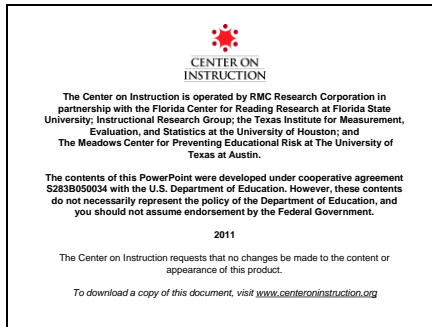 CENTER ON
INSTRUCTION
The Center on Instruction is operated by RMC Research Corporation in
partnership with the Florida Center for Reading Research at Florida State
University; Instructional Research Group; the Texas Institute for Measurement,
Evaluation, and Statistics at the University of Houston; and
The Meadows Center for Preventing Educational Risk at The University of
Texas at Austin.
The contents of this PowerPoint were developed under cooperative agreement
S283B050034 with the U.S. Department of Education. However, these contents
do not necessarily represent the policy of the Department of Education, and
you should not assume endorsement by the Federal Government.
2011
The Center on Instruction requests that no changes be made to the content or
appearance of this product.
To download a copy of this document, visit www.centeroninstruction.org